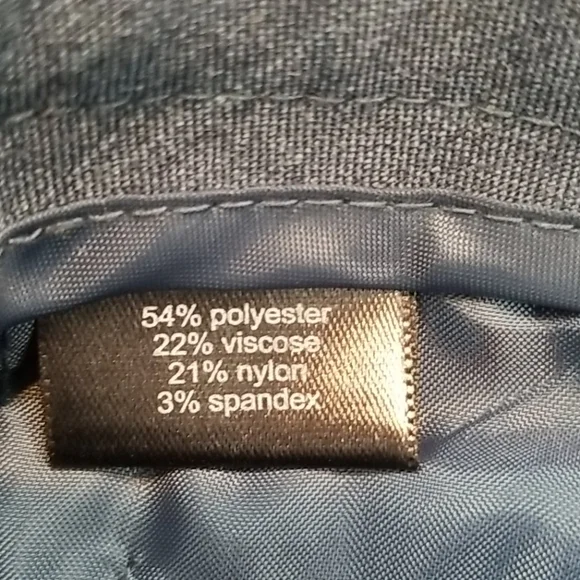 54% polyester
22% viscose
21% nylon
3% spandex